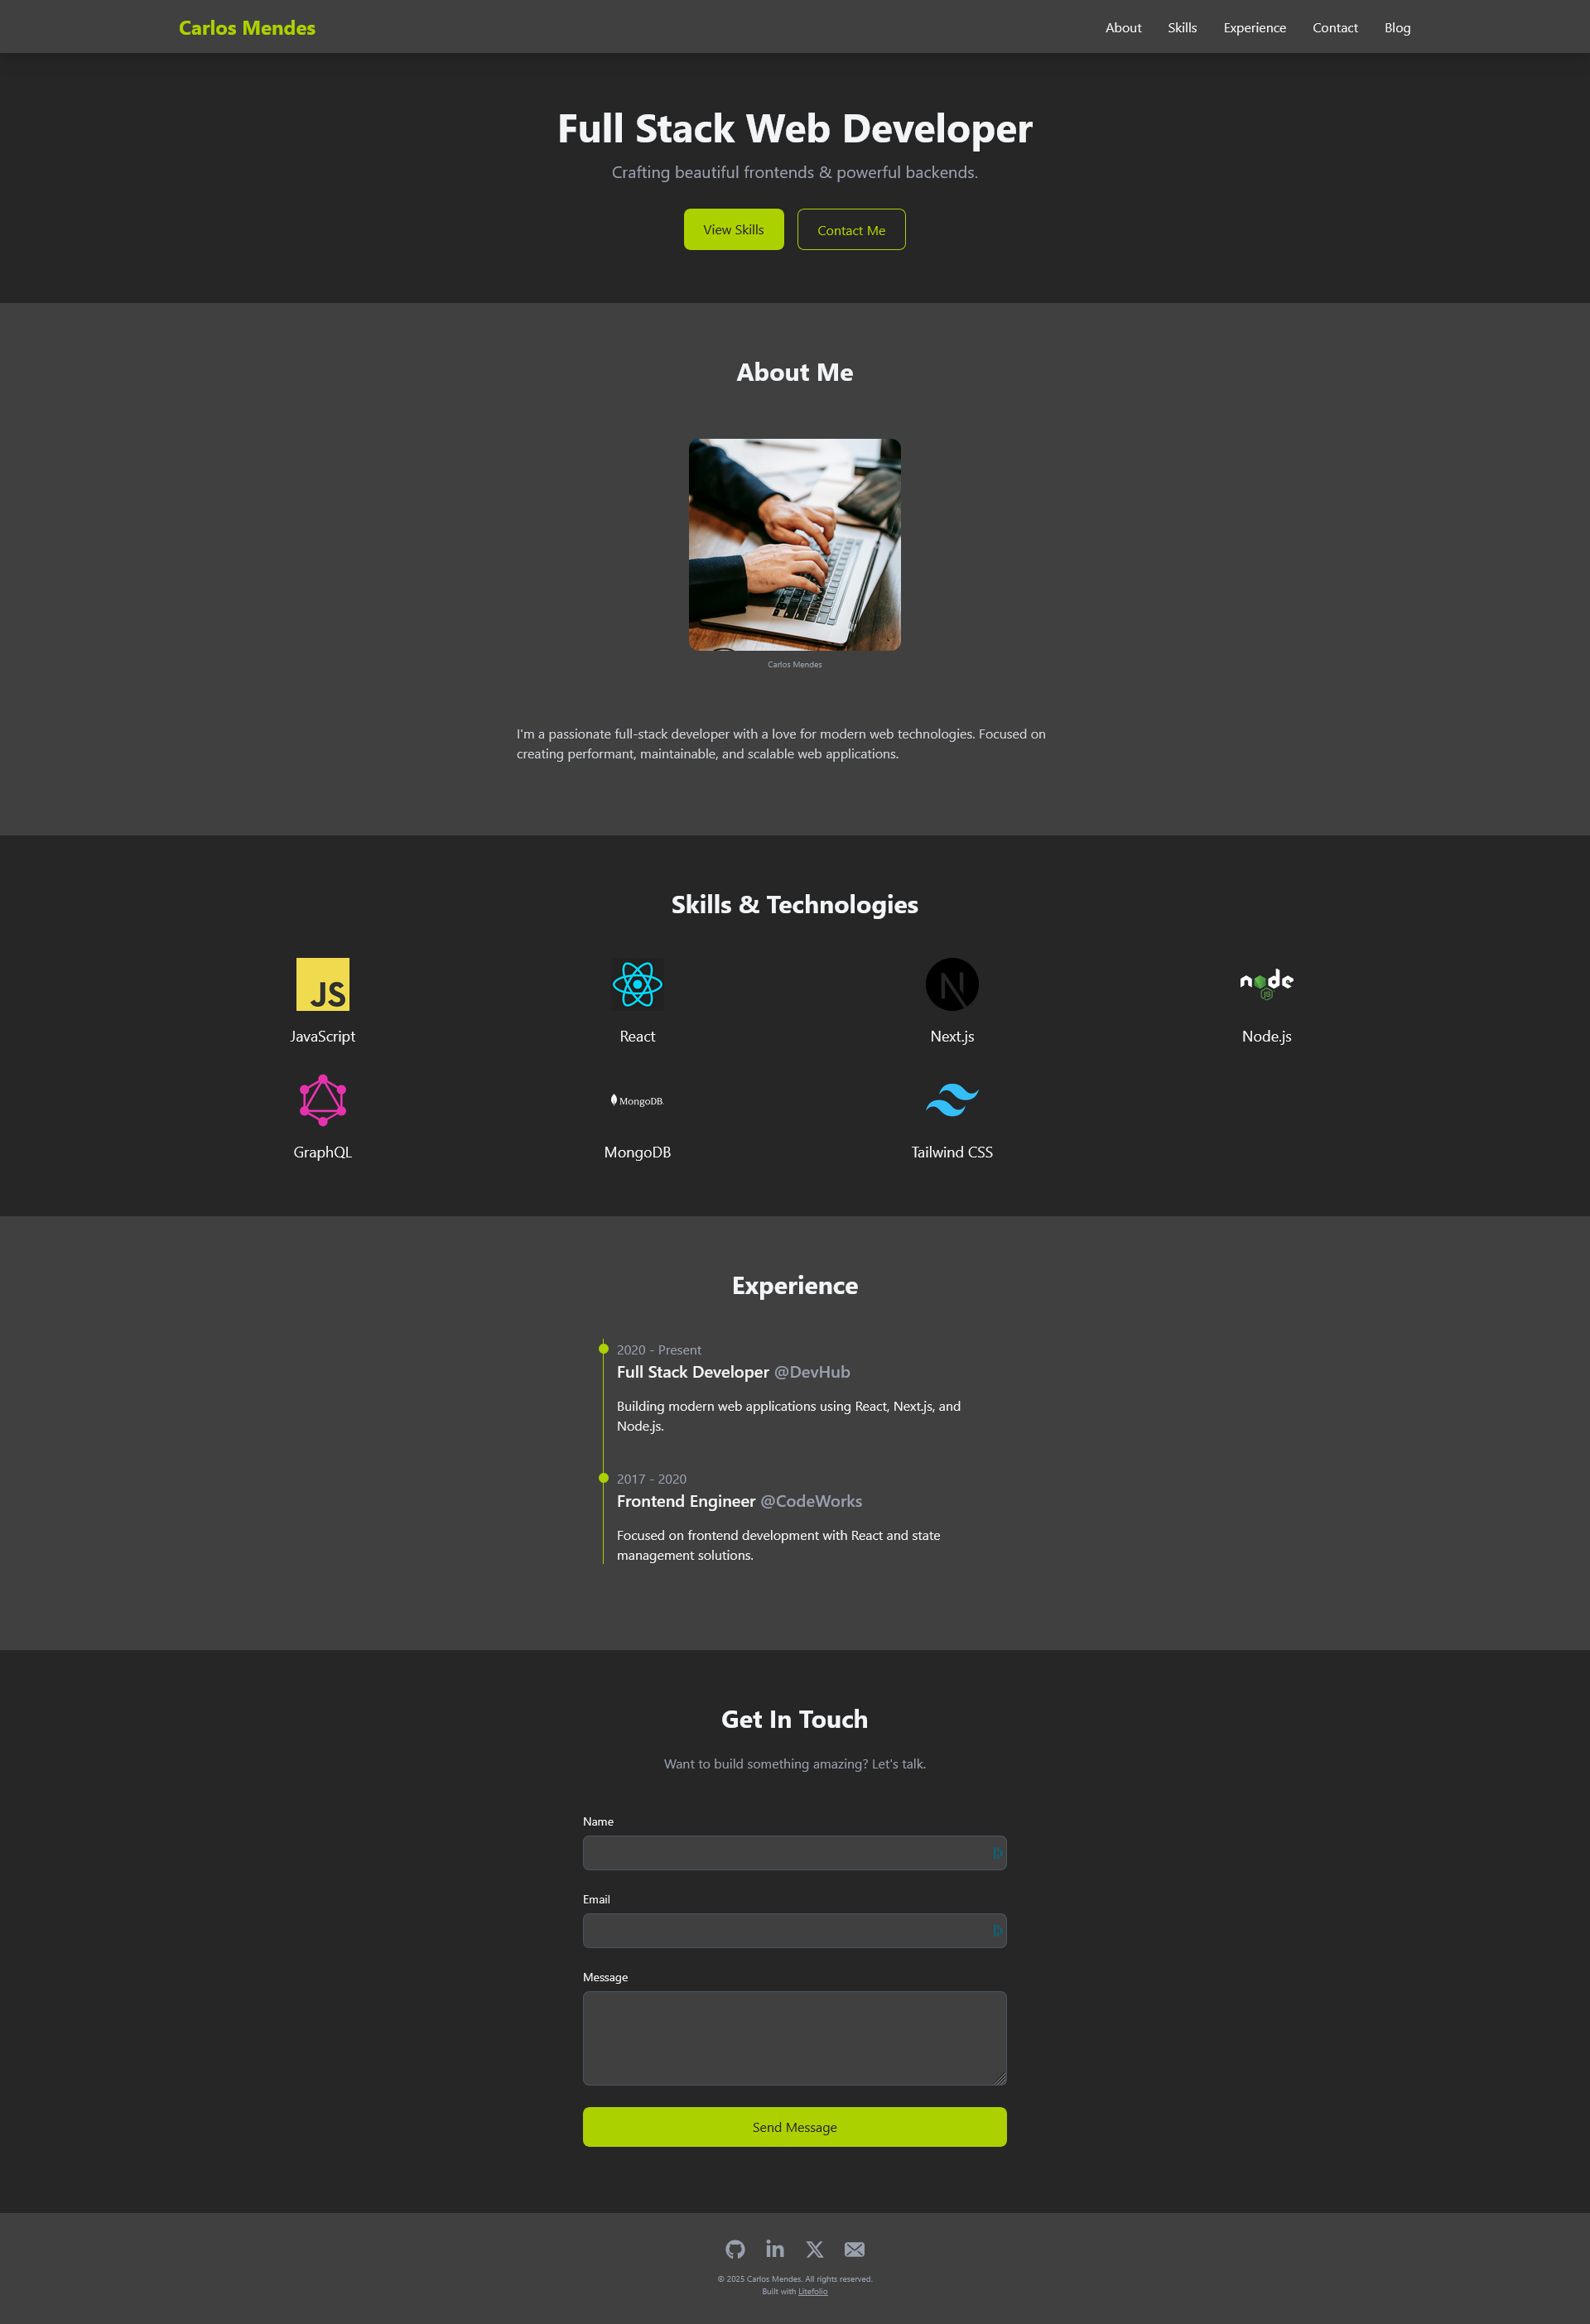 Carlos Mendes
About
Skills
Experience
Contact
Blog
Full Stack Web Developer
Crafting beautiful frontends & powerful backends.
View Skills
Contact Me
About Me
Carlos Mendes
I'm a passionate full-stack developer with a love for modern web technologies. Focused on
creating performant, maintainable, and scalable web applications.
Skills & Technologies
JS
N
node
JS
JavaScript
React
Next.js
Node.js
MongoDB
GraphQL
MongoDB
Tailwind CSS
Experience
2020 - Present
Full Stack Developer @DevHub
Building modern web applications using React, Next.js, and
Node.js.
2017 - 2020
Frontend Engineer @CodeWorks
Focused on frontend development with React and state
management solutions.
Get In Touch
Want to build something amazing? Let's talk.
Name
Email
Message
Send Message
in
X
© 2025 Carlos Mendes. All rights reserved.
Built with Litefolio